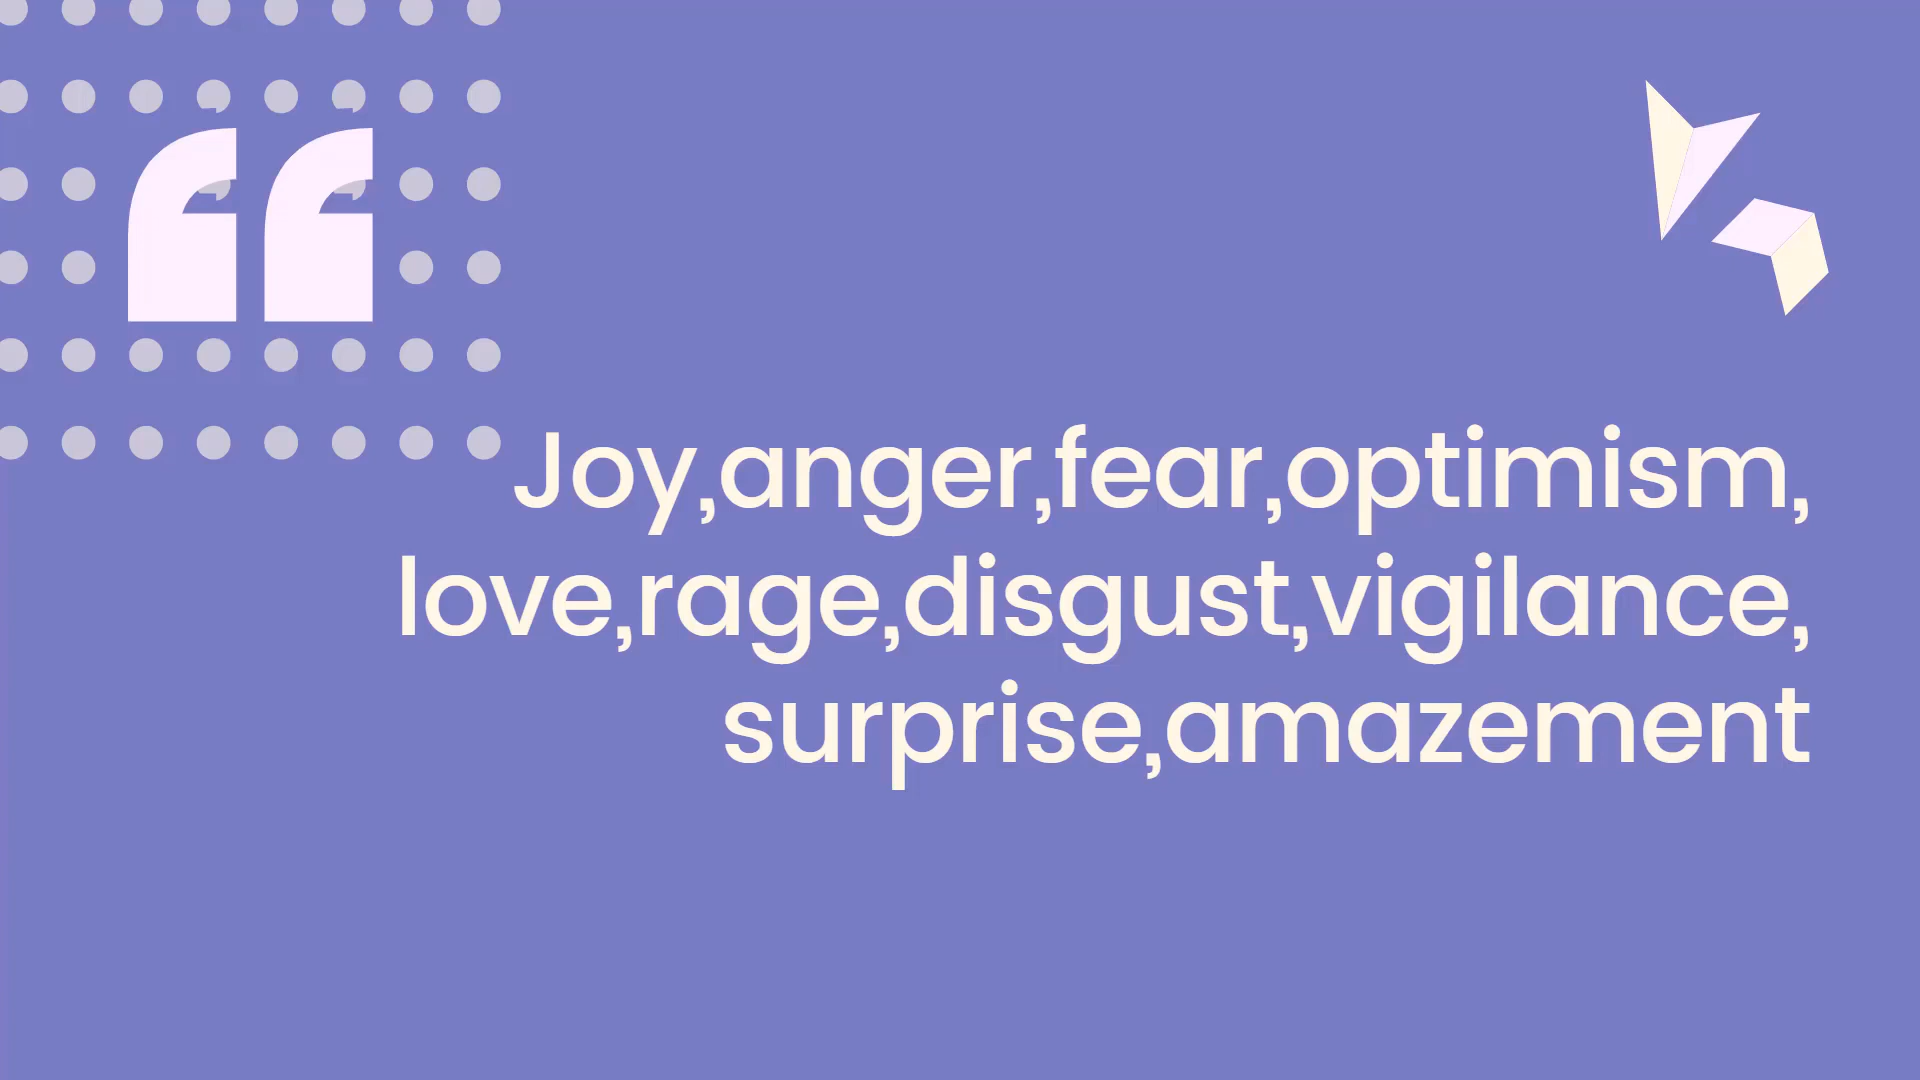 “
Joy,anger,fear,optimism,
love,rage,disgust,vigilance,
surprise,amazement